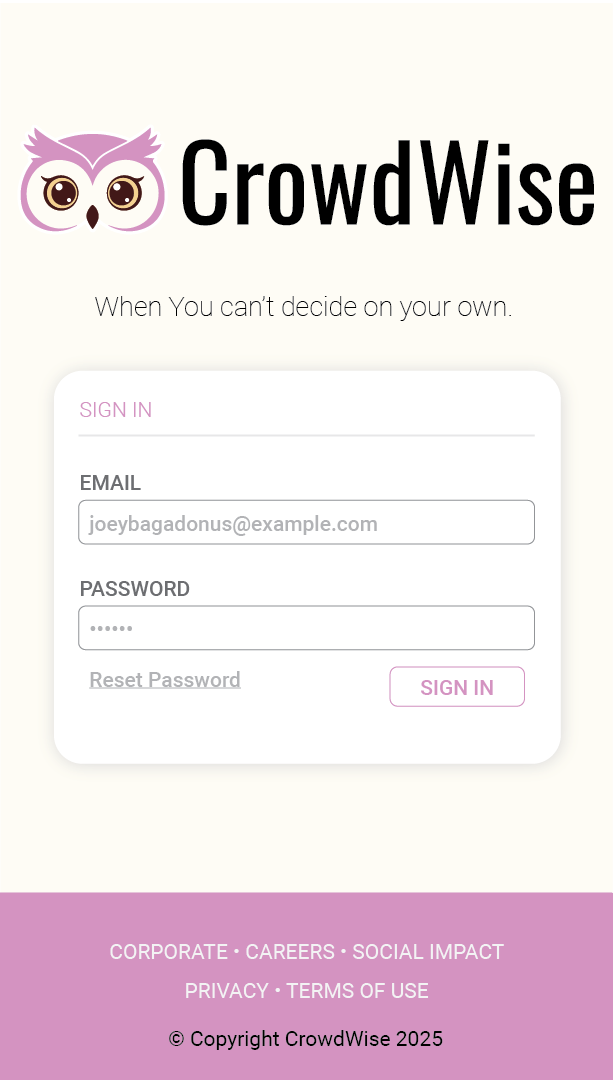 CrowdWise
When You can’t decide on your own.
SIGN IN
EMAIL
joeybagadonus@example.com
PASSWORD
••••••
Reset Password
SIGN IN
CORPORATE • CAREERS • SOCIAL IMPACT
PRIVACY • TERMS OF USE
© Copyright CrowdWise 2025